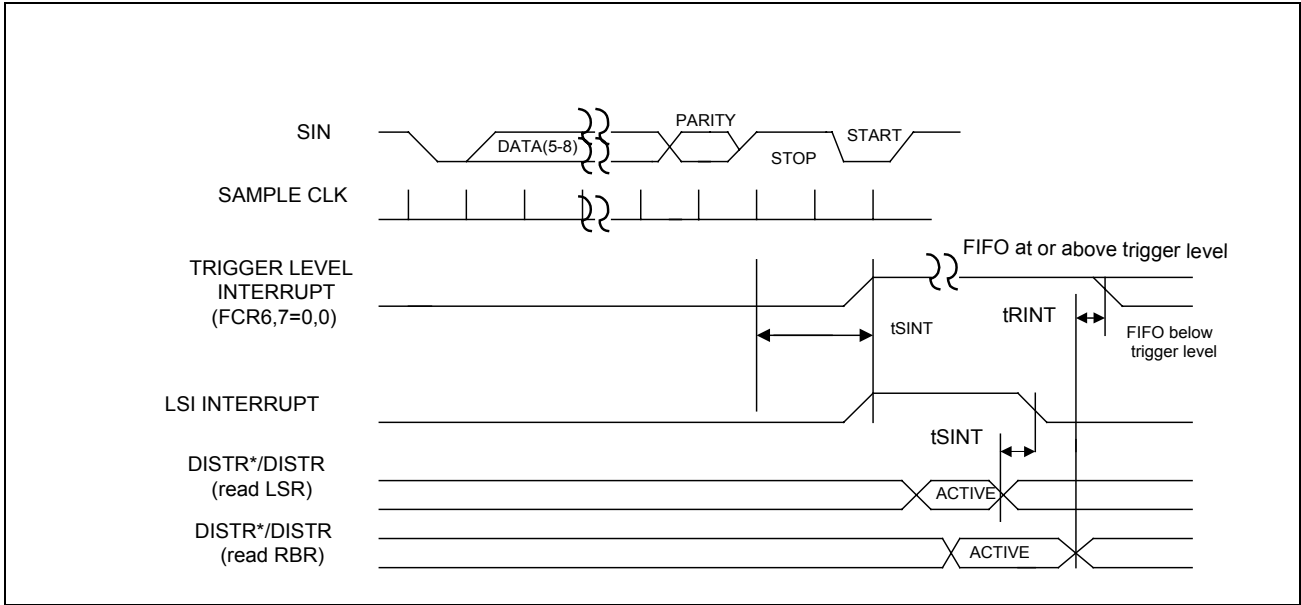 SIN
DATA(5-8)
PARITY
STOP
START
SAMPLE CLK
TRIGGER LEVEL
INTERRUPT
(FCR6,7=0,0)
FIFO at or above trigger level
tSINT
tRINT
FIFO below
trigger level
LSI INTERRUPT
tSINT
DISTR*/DISTR
(read LSR)
ACTIVE
DISTR*/DISTR
(read RBR)
ACTIVE